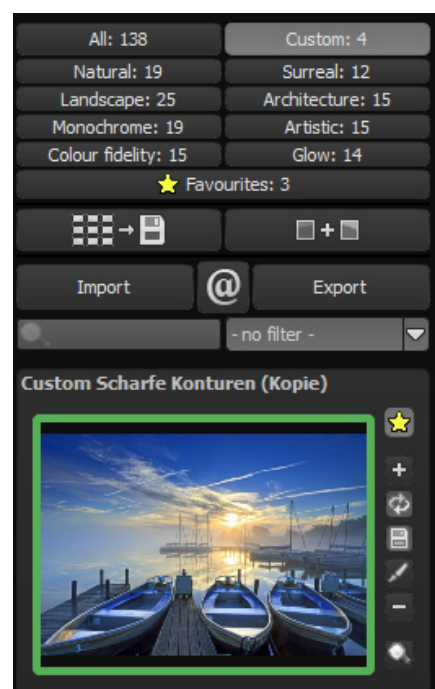 All: 138
Custom: 4
Natural: 19
Surreal: 12
Landscape: 25
Architecture: 15
Monochrome: 19
Artistic: 15
Colour fidelity: 15
Glow: 14
Favourites: 3
Import
@
Export
- no filter -
Custom Scharfe Konturen (Kopie)